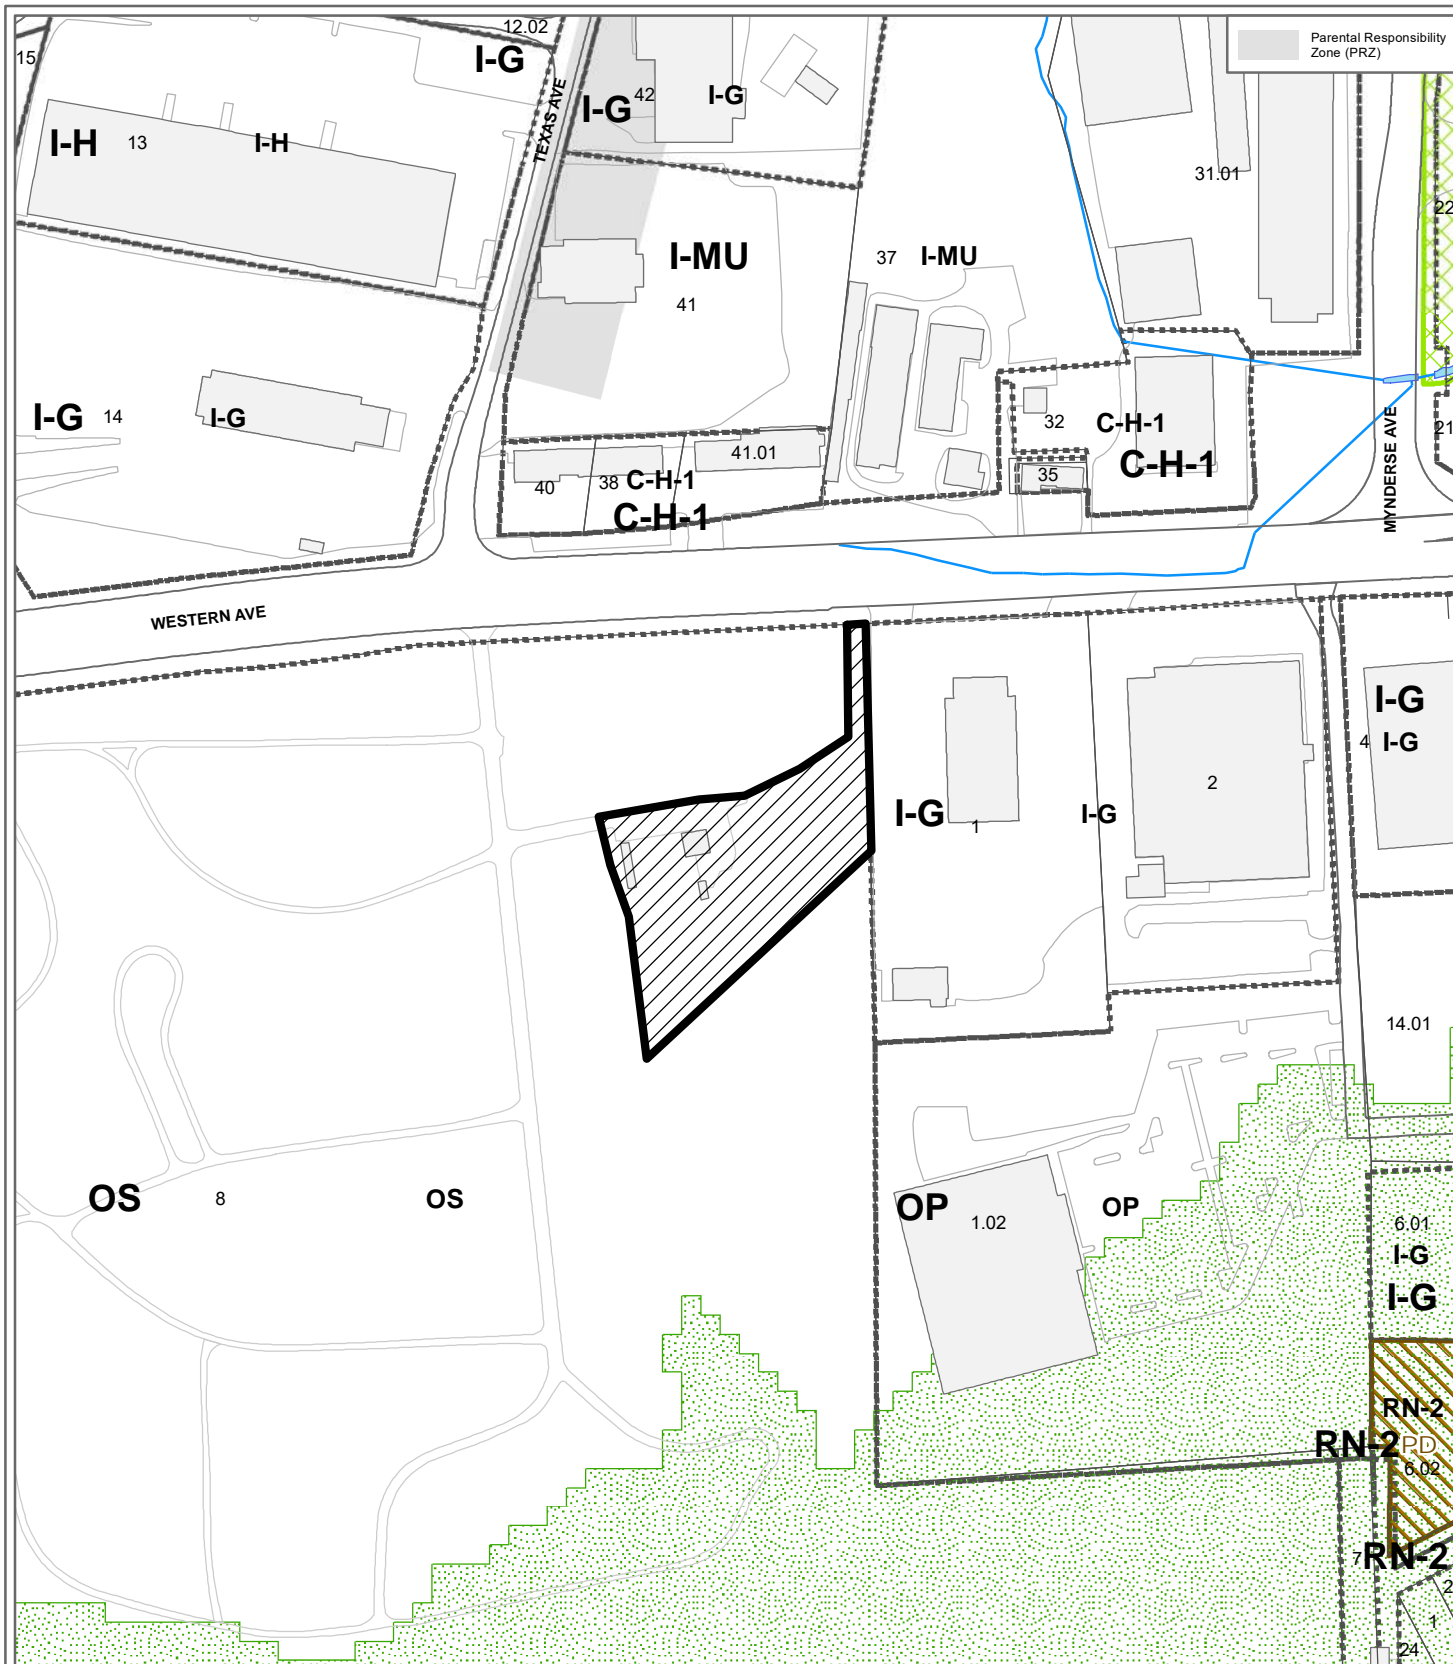 12.02
15
I-G
Parental Responsibility
Zone (PRZ)
TEXAS AVE
42
I-G
I-G
I-H
13
I-H
31.01
22
I-MU
37
I-MU
41
I-G
14
I-G
32
C-H-1
21
41.01
C-H-1
35
40
38
C-H-1
C-H-1
MYNDERSE AVE
WESTERN AVE
I-G
4
I-G
2
I-G
1
I-G
14.01
OS
8
OS
OP
1.02
OP
6.01
I-G
I-G
RN-2
RN-2
PD
6.02
7
RN-2
2
1
24